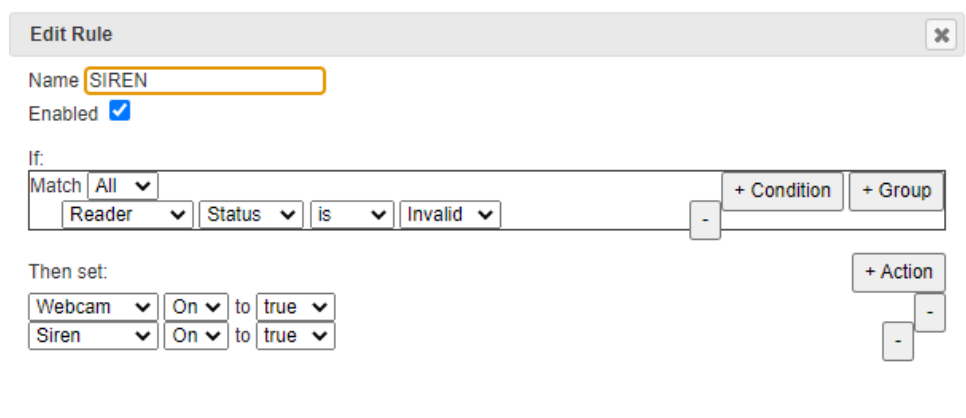 Edit Rule
Name SIREN
Enabled
If:
Match All + Condition + Group
Reader Status is Invalid -
Then set: + Action
Webcam On to true -
Siren On to true -